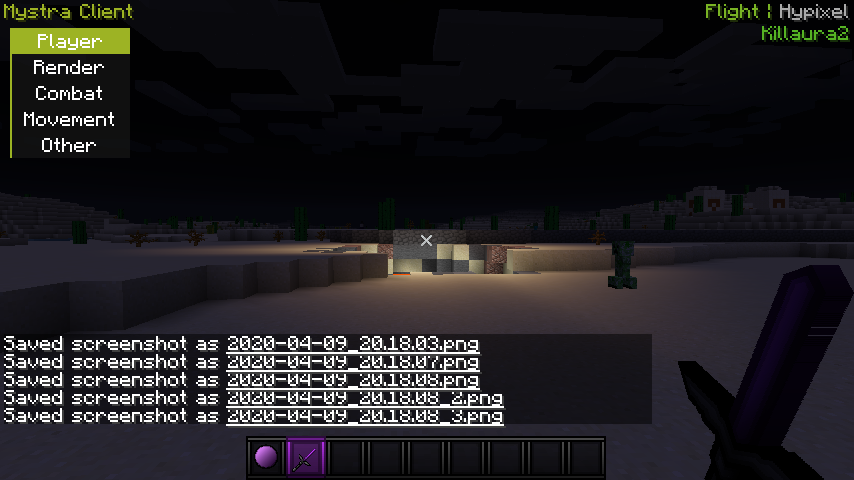 Mystra Client
Flight | Hypixel
Killaura2
Player
Render
Combat
Movement
Other
Saved screenshot as 2020-04-09_20.18.03.png
Saved screenshot as 2020-04-09_20.18.07.png
Saved screenshot as 2020-04-09_20.18.08.png
Saved screenshot as 2020-04-09_20.18.08_2.png
Saved screenshot as 2020-04-09_20.18.08_3.png